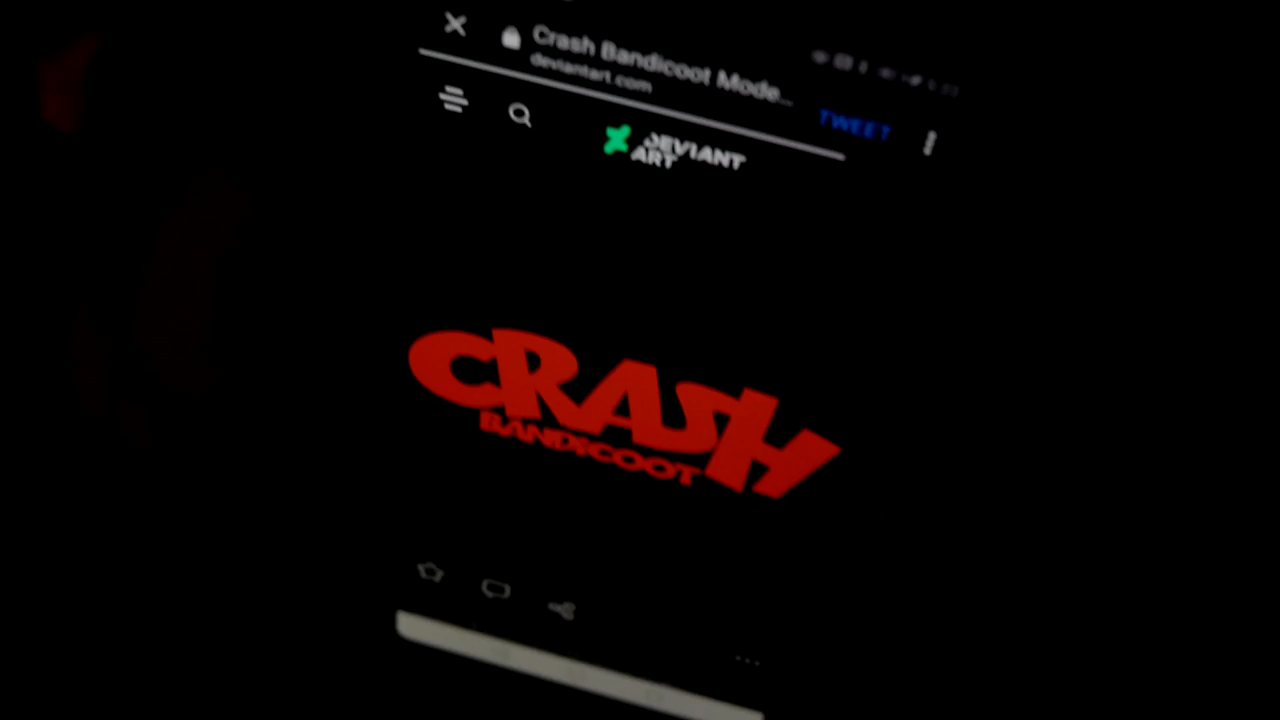 Crash Bandicoot Mode...
deviantart.com
TWEET
DEVIANT
ART
CRASH
BANDICOOT